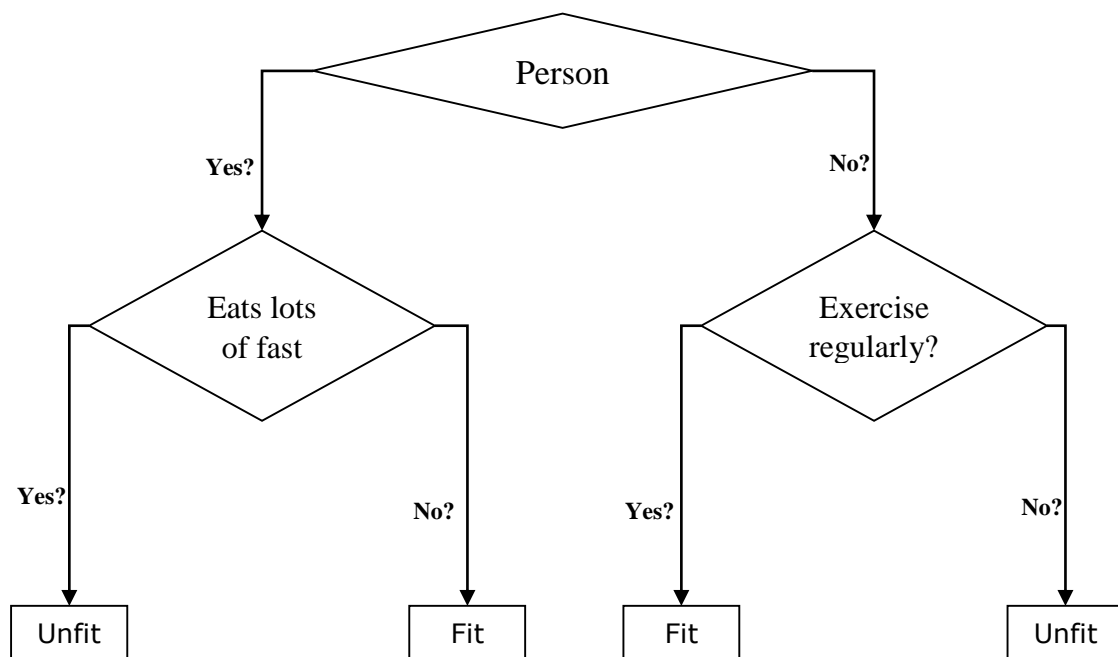 Person
Yes?
No?
Eats lots
of fast
Exercise
regularly?
Yes?
No?
Yes?
No?
Unfit
Fit
Fit
Unfit